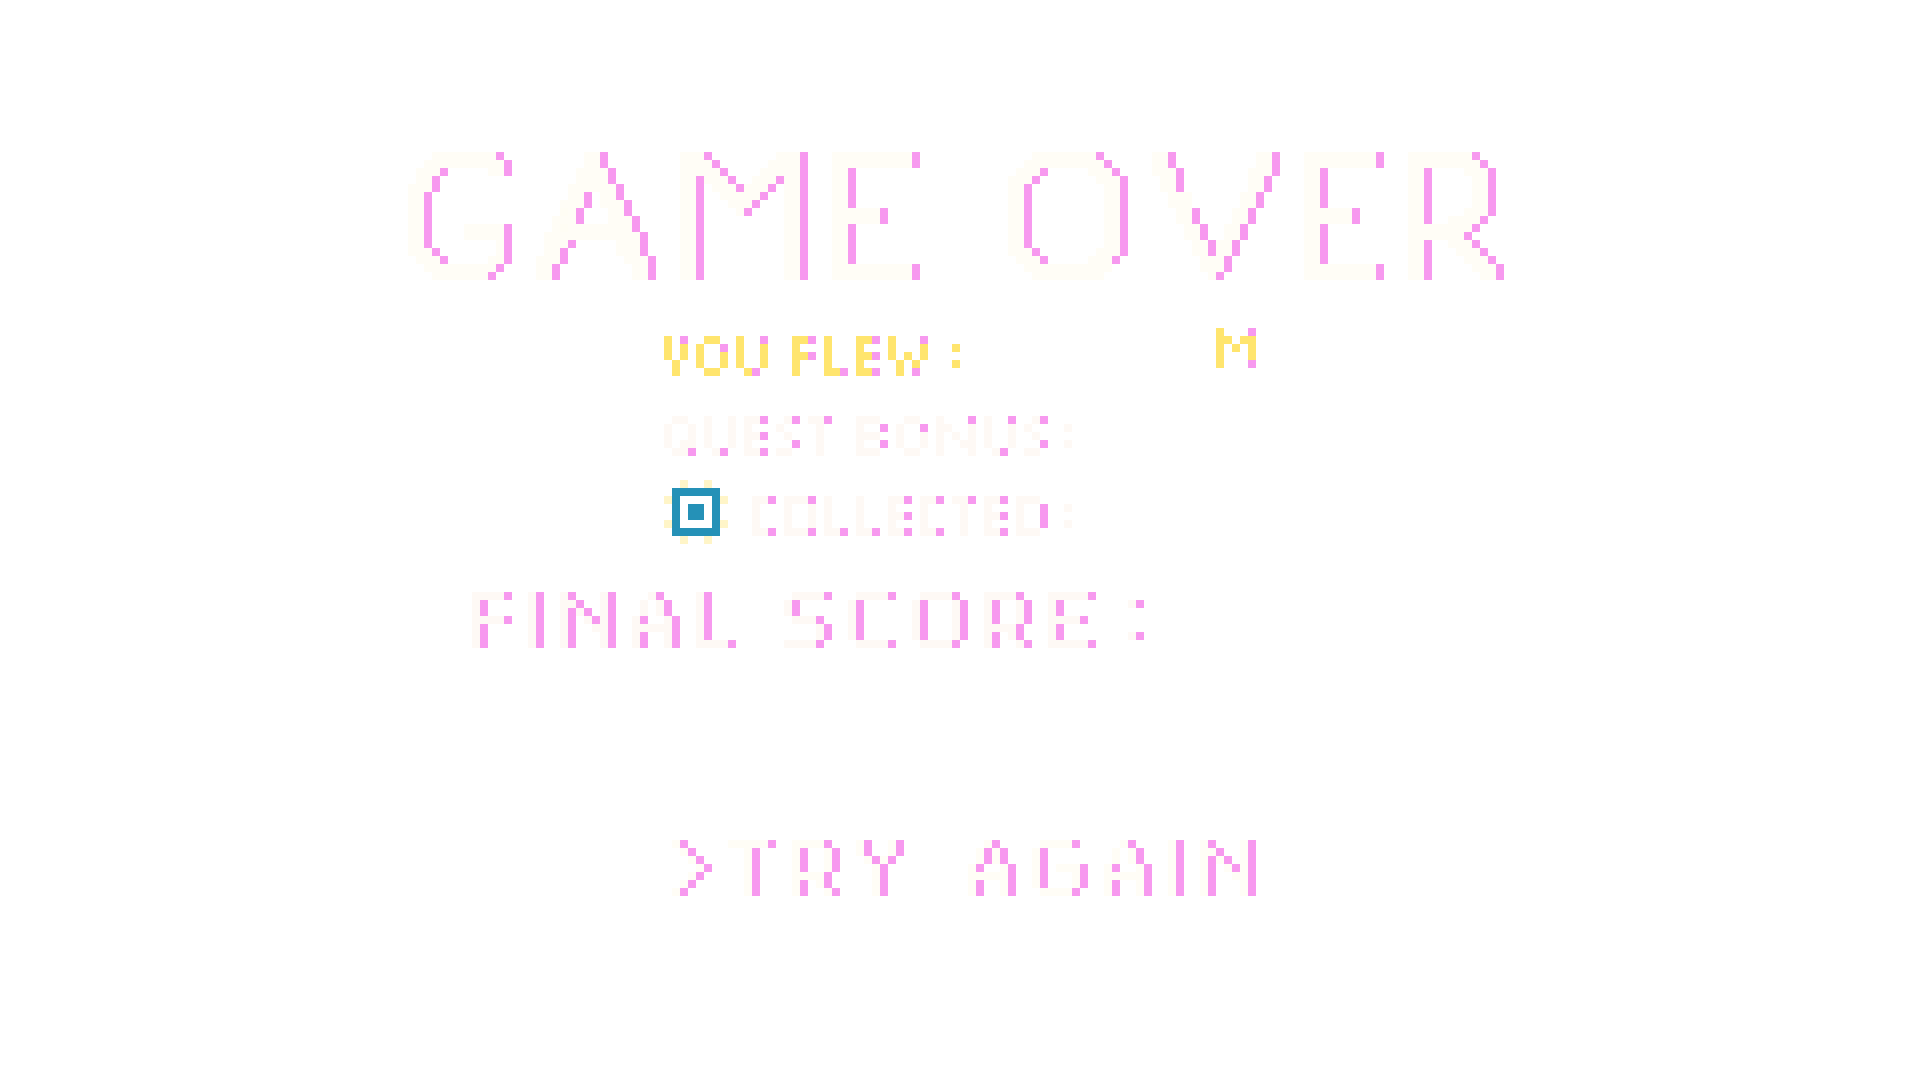 GAME OVER
YOU FLEW: M
QUEST BONUS:
COLLECTED:
FINAL SCORE:
>TRY AGAIN